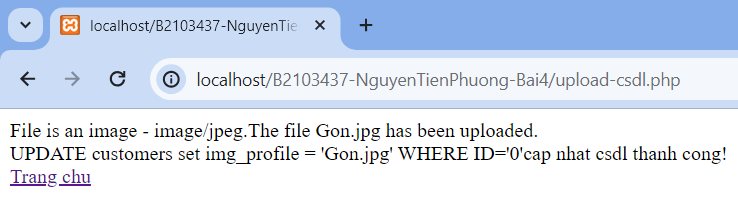 localhost/B2103437-NguyenTie
localhost/B2103437-NguyenTienPhuong-Bai4/upload-csdl.php
File is an image - image/jpeg.The file Gon.jpg has been uploaded.
UPDATE customers set img_profile = 'Gon.jpg' WHERE ID='0'cap nhat csdl thanh cong!
Trang chu